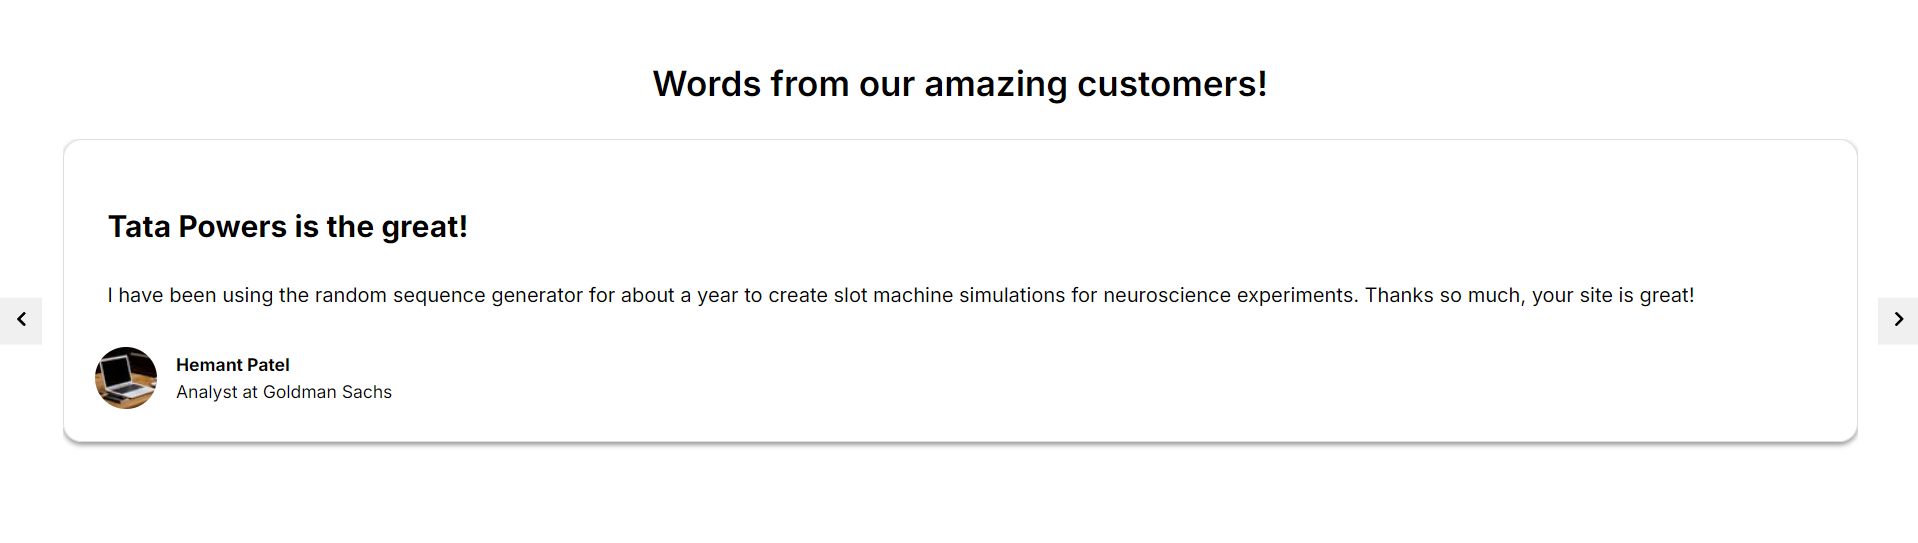 Words from our amazing customers!
Tata Powers is the great!
I have been using the random sequence generator for about a year to create slot machine simulations for neuroscience experiments. Thanks so much, your site is great!
Hemant Patel
Analyst at Goldman Sachs